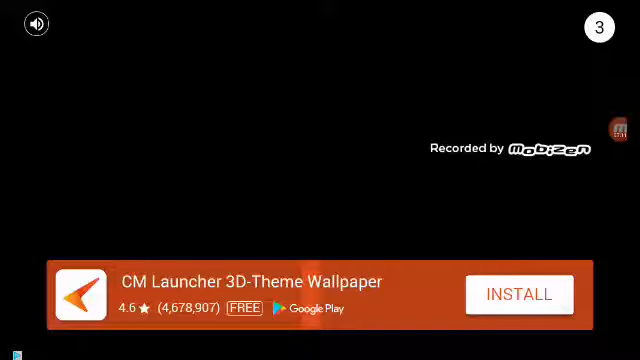 3
Recorded by mobizen
CM Launcher 3D-Theme Wallpaper
4.6★ (4,678,907) FREE Google Play
INSTALL